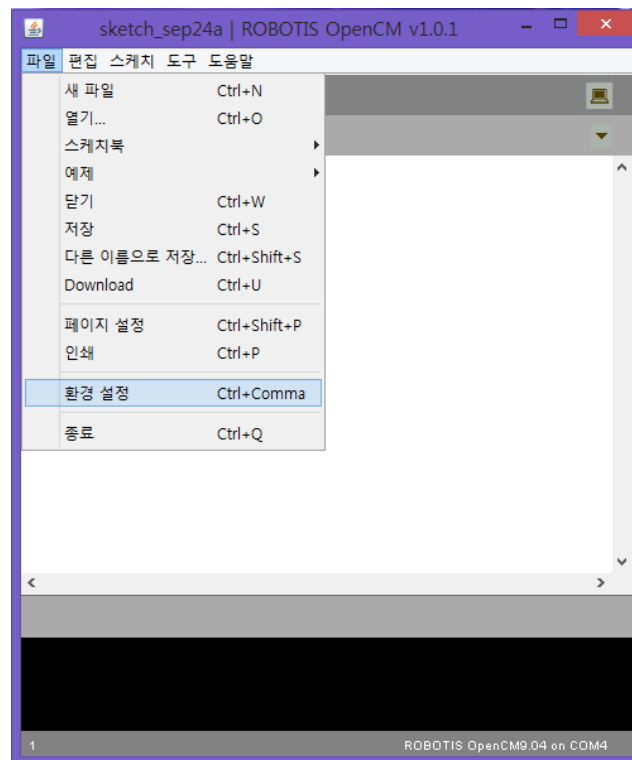 sketch_sep24a | ROBOTIS OpenCM v1.0.1
파일 편집 스케치 도구 도움말
새 파일 Ctrl+N
열기... Ctrl+O
스케치북
예제
닫기 Ctrl+W
저장 Ctrl+S
다른 이름으로 저장... Ctrl+Shift+S
Download Ctrl+U
페이지 설정 Ctrl+Shift+P
인쇄 Ctrl+P
환경 설정 Ctrl+Comma
종료 Ctrl+Q
1 ROBOTIS OpenCM9.04 on COM4